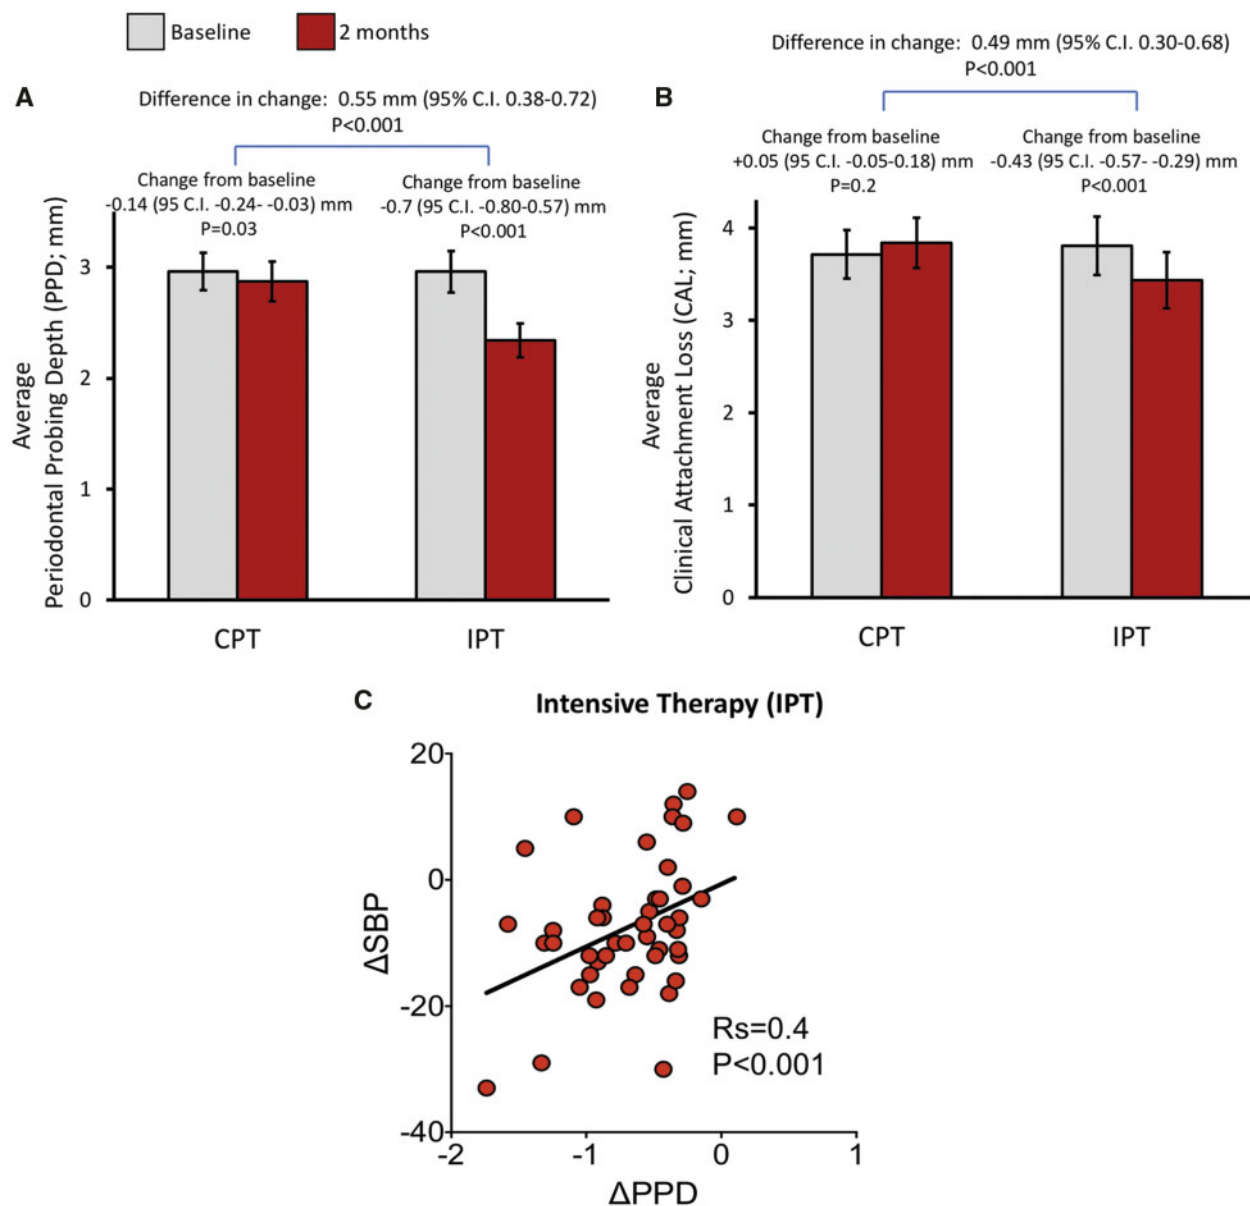 Baseline
2 months
A
Difference in change: 0.55 mm (95% C.I. 0.38-0.72)
P<0.001
Change from baseline
-0.14 (95 C.I. -0.24- -0.03) mm
P=0.03
Change from baseline
-0.7 (95 C.I. -0.80-0.57) mm
P<0.001
Average
Periodontal Probing Depth (PPD; mm)
3
2
1
0
CPT
IPT
B
Difference in change: 0.49 mm (95% C.I. 0.30-0.68)
P<0.001
Change from baseline
+0.05 (95 C.I. -0.05-0.18) mm
P=0.2
Change from baseline
-0.43 (95 C.I. -0.57- -0.29) mm
P<0.001
Average
Clinical Attachment Loss (CAL; mm)
4
3
2
1
0
CPT
IPT
C
Intensive Therapy (IPT)
ΔSBP
20
0
-20
-40
Rs=0.4
P<0.001
-2
-1
0
1
ΔPPD